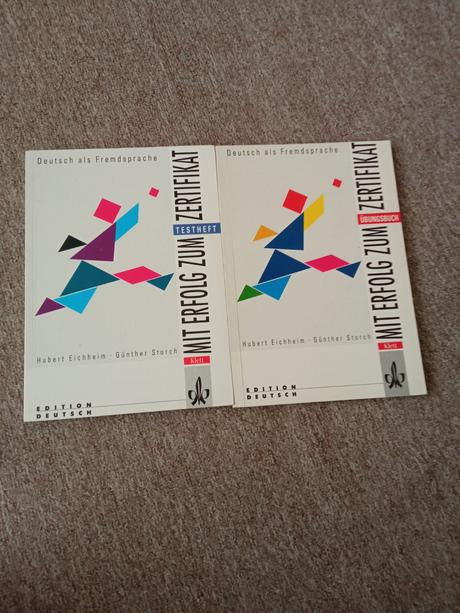 Deutsch als Fremdsprache
MIT ERFOLG ZUM ZERTIFIKAT
TESTHEFT
Hubert Eichheim · Günther Storch
Klett
EDITION
DEUTSCH
Deutsch als Fremdsprache
MIT ERFOLG ZUM ZERTIFIKAT
ÜBUNGSBUCH
Hubert Eichheim · Günther Storch
Klett
EDITION
DEUTSCH